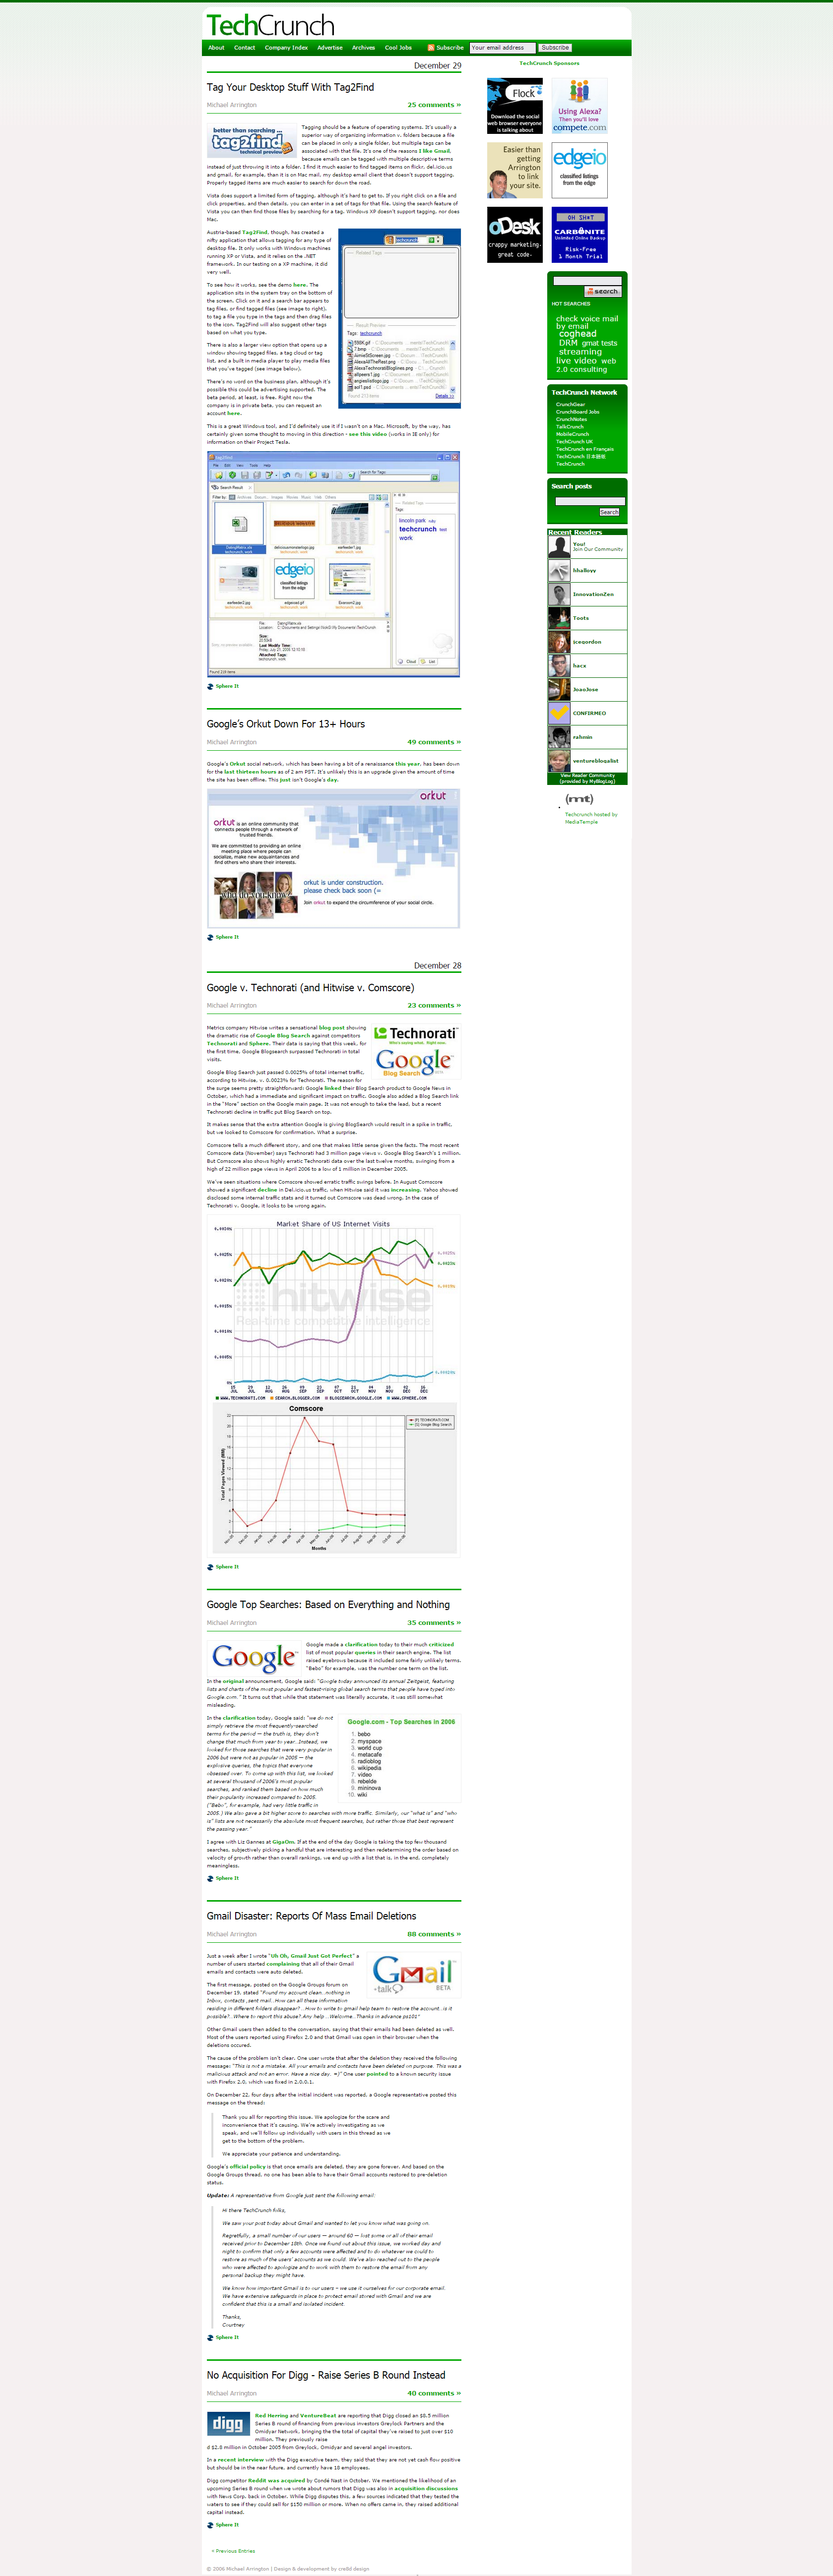 TechCrunch
About Contact Company Index Advertise Archives Cool Jobs Subscribe Your email address Subscribe
December 29
Tag Your Desktop Stuff With Tag2Find
Michael Arrington 25 comments »
better than searching ...
tag2find
technical preview
Tagging should be a feature of operating systems. It's usually a
superior way of organizing information v. folders because a file
can be placed in only a single folder, but multiple tags can be
associated with that file. It's one of the reasons I like Gmail,
because emails can be tagged with multiple descriptive terms
instead of just throwing it into a folder. I find it much easier to find tagged items on flickr, del.icio.us
and gmail, for example, than it is on Mac mail, my desktop email client that doesn't support tagging.
Properly tagged items are much easier to search for down the road.
Vista does support a limited form of tagging, although it's hard to get to. If you right click on a file and
click properties, and then details, you can enter in a set of tags for that file. Using the search feature of
Vista you can then find those files by searching for a tag. Windows XP doesn't support tagging, nor does
Mac.
Austria-based Tag2Find, though, has created a
nifty application that allows tagging for any type of
desktop file. It only works with Windows machines
running XP or Vista, and it relies on the .NET
framework. In our testing on a XP machine, it did
very well.
To see how it works, see the demo here. The
application sits in the system tray on the bottom of
the screen. Click on it and a search bar appears to
tag files, or find tagged files (see image to right).
to tag a file you type in the tags and then drag files
to the icon. Tag2Find will also suggest other tags
based on what you type.
There is also a larger view option that opens up a
window showing tagged files, a tag cloud or tag
list, and a built in media player to play media files
that you've tagged (see image below).
There's no word on the business plan, although it's
possible this could be advertising supported. The
beta period, at least, is free. Right now the
company is in private beta, you can request an
account here.
Related Tags
Result Preview
Tags: techcrunch
Found 373 items Details >>
This is a great Windows tool, and I'd definitely use it if I wasn't on a Mac. Microsoft, by the way, has
certainly given some thought to moving in this direction - see this video (works in IE only) for
information on their Project Tesla.
Sphere It
Google's Orkut Down For 13+ Hours
Michael Arrington 49 comments »
Google's Orkut social network, which has been having a bit of a renaissance this year, has been down
for the last thirteen hours as of 2 am PST. It's unlikely this is an upgrade given the amount of time
the site has been offline. This just isn't Google's day.
orkut
orkut is an online community that
connects people through a network of
trusted friends.
We are committed to providing an online
meeting place where people can
socialize, make new acquaintances and
find others who share their interests.
who do you know?
orkut is under construction.
please check back soon (=
Join orkut to expand the circumference of your social circle.
Sphere It
December 28
Google v. Technorati (and Hitwise v. Comscore)
Michael Arrington 23 comments »
Metrics company Hitwise writes a sensational blog post showing
the dramatic rise of Google Blog Search against competitors
Technorati and Sphere. Their data is saying that this week, for
the first time, Google Blogsearch surpassed Technorati in total
visits.
Technorati
Google
Blog Search
Google Blog Search just passed 0.0025% of total internet traffic,
according to Hitwise, v. 0.0023% for Technorati. The reason for
the surge seems pretty straightforward: Google linked their Blog Search product to Google News in
October, which had a immediate and significant impact on traffic. Google also added a Blog Search link
in the "More" section on the Google main page. It was not enough to take the lead, but a recent
Technorati decline in traffic put Blog Search on top.
It makes sense that the extra attention Google is giving BlogSearch would result in a spike in traffic,
but we looked to Comscore for confirmation. What a surprise.
Comscore tells a much different story, and one that makes little sense given the facts. The most recent
Comscore data (November) says Technorati had 3 million page views v. Google Blog Search's 1 million.
But Comscore also shows highly erratic Technorati data over the last twelve months, swinging from a
high of 22 million page views in April 2006 to a low of 1 million in December 2005.
We've seen situations where Comscore showed erratic traffic swings before. In August Comscore
showed a significant decline in Del.icio.us traffic, when Hitwise said it was increasing. Yahoo showed
disclosed some internal traffic stats and it turned out Comscore was dead wrong. In the case of
Technorati v. Google, it looks to be wrong again.
Market Share of US Internet Visits
hitwise
Real-time competitive intelligence
WWW.TECHNORATI.COM SEARCH.BLOGGER.COM BLOGSEARCH.GOOGLE.COM WWW.SPHERE.COM
Comscore
Total Pages Viewed (MM)
Months
Sphere It
Google Top Searches: Based on Everything and Nothing
Michael Arrington 35 comments »
Google
Google made a clarification today to their much criticized
list of most popular queries in their search engine. The list
raised eyebrows because it included some fairly unlikely terms.
"Bebo" for example, was the number one term on the list.
In the original announcement, Google said: "Google today announced its annual Zeitgeist, featuring
lists and charts of the most popular and fastest-rising global search terms that people have typed into
Google.com." It turns out that while that statement was literally accurate, it was still somewhat
misleading.
In the clarification today, Google said: "we do not
simply retrieve the most frequently-searched
terms for the period — the truth is, they don't
change that much from year to year...Instead, we
looked for those searches that were very popular in
2006 but were not as popular in 2005 — the
explosive queries, the topics that everyone
obsessed over. To come up with this list, we looked
at several thousand of 2006's most popular
searches, and ranked them based on how much
their popularity increased compared to 2005.
("Bebo", for example, had very little traffic in
2005.) We also gave a bit higher score to searches with more traffic. Similarly, our "what is" and "who
is" lists are not necessarily the absolute most frequent searches, but rather those that best represent
the passing year."
Google.com - Top Searches in 2006
1. bebo
2. myspace
3. world cup
4. metacafe
5. radioblog
6. wikipedia
7. video
8. rebelde
9. mininova
10. wiki
I agree with Liz Gannes at GigaOm. If at the end of the day Google is taking the top few thousand
searches, subjectively picking a handful that are interesting and then redetermining the order based on
velocity of growth rather than overall rankings, we end up with a list that is, in the end, completely
meaningless.
Sphere It
Gmail Disaster: Reports Of Mass Email Deletions
Michael Arrington 88 comments »
Just a week after I wrote "Uh Oh, Gmail Just Got Perfect" a
number of users started complaining that all of their Gmail
emails and contacts were auto deleted.
Gmail
+talk BETA
The first message, posted on the Google Groups forum on
December 19, stated "Found my account clean..nothing in
Inbox, contacts ,sent mail..How can all these information
residing in different folders disappear? ..How to write to gmail help team to restore the account..is it
possible?..Where to report this abuse?.Any help ..Welcome..Thanks in advance ps101"
Other Gmail users then added to the conversation, saying that their emails had been deleted as well.
Most of the users reported using Firefox 2.0 and that Gmail was open in their browser when the
deletions occured.
The cause of the problem isn't clear. One user wrote that after the deletion they received the following
message: "This is not a mistake. All your emails and contacts have been deleted on purpose. This was a
malicious attack and not an error. Have a nice day. =)" One user pointed to a known security issue
with Firefox 2.0, which was fixed in 2.0.0.1.
On December 22, four days after the initial incident was reported, a Google representative posted this
message on the thread:
Thank you all for reporting this issue. We apologize for the scare and
inconvenience that it's causing. We're actively investigating as we
speak, and we'll follow up individually with users in this thread as we
get to the bottom of the problem.
We appreciate your patience and understanding.
Google's official policy is that once emails are deleted, they are gone forever. And based on the
Google Groups thread, no one has been able to have their Gmail accounts restored to pre-deletion
status.
Update: A representative from Google just sent the following email:
Hi there TechCrunch folks,
We saw your post today about Gmail and wanted to let you know what was going on.
Regretfully, a small number of our users — around 60 — lost some or all of their email
received prior to December 18th. Once we found out about this issue, we worked day and
night to confirm that only a few accounts were affected and to do whatever we could to
restore as much of the users' accounts as we could. We've also reached out to the people
who were affected to apologize and to work with them to restore the email from any
personal backup they might have.
We know how important Gmail is to our users – we use it ourselves for our corporate email.
We have extensive safeguards in place to protect email stored with Gmail and we are
confident that this is a small and isolated incident.
Thanks,
Courtney
Sphere It
No Acquisition For Digg - Raise Series B Round Instead
Michael Arrington 40 comments »
digg
Red Herring and VentureBeat are reporting that Digg closed an $8.5 million
Series B round of financing from previous investors Greylock Partners and the
Omidyar Network, bringing the the total of capital they've raised to just over $10
million. They previously raise
d $2.8 million in October 2005 from Greylock, Omidyar and several angel investors.
In a recent interview with the Digg executive team, they said that they are not yet cash flow positive
but should be in the near future, and currently have 18 employees.
Digg competitor Reddit was acquired by Condé Nast in October. We mentioned the likelihood of an
upcoming Series B round when we wrote about rumors that Digg was also in acquisition discussions
with News Corp. back in October. While Digg disputes this, a few sources indicated that they tested the
waters to see if they could sell for $150 million or more. When no offers came in, they raised additional
capital instead.
Sphere It
« Previous Entries
© 2006 Michael Arrington | Design & development by cre8d design
TechCrunch Sponsors
Flock
Download the social
web browser everyone
is talking about
Using Alexa?
Then you'll love
compete.com
Easier than
getting
Arrington
to link
your site.
edgeio
classified listings
from the edge
oDesk
crappy marketing.
great code.
OH SH*T
CARBONITE
Unlimited Online Backup
Risk-Free
1 Month Trial
search
HOT SEARCHES
check voice mail
by email
coghead
DRM gmat tests
streaming
live video web
2.0 consulting
TechCrunch Network
CrunchGear
CrunchBoard Jobs
CrunchNotes
TalkCrunch
MobileCrunch
TechCrunch UK
TechCrunch en Français
TechCrunch 日本語版
TechCrunch
Search posts
Search
Recent Readers
You!
Join Our Community
bhalloyy
InnovationZen
Toots
jcgordon
hacx
JoaoJose
CONFIRMEO
rahmin
ventureblogalist
View Reader Community
(provided by MyBlogLog)
(mt)
Techcrunch hosted by
MediaTemple